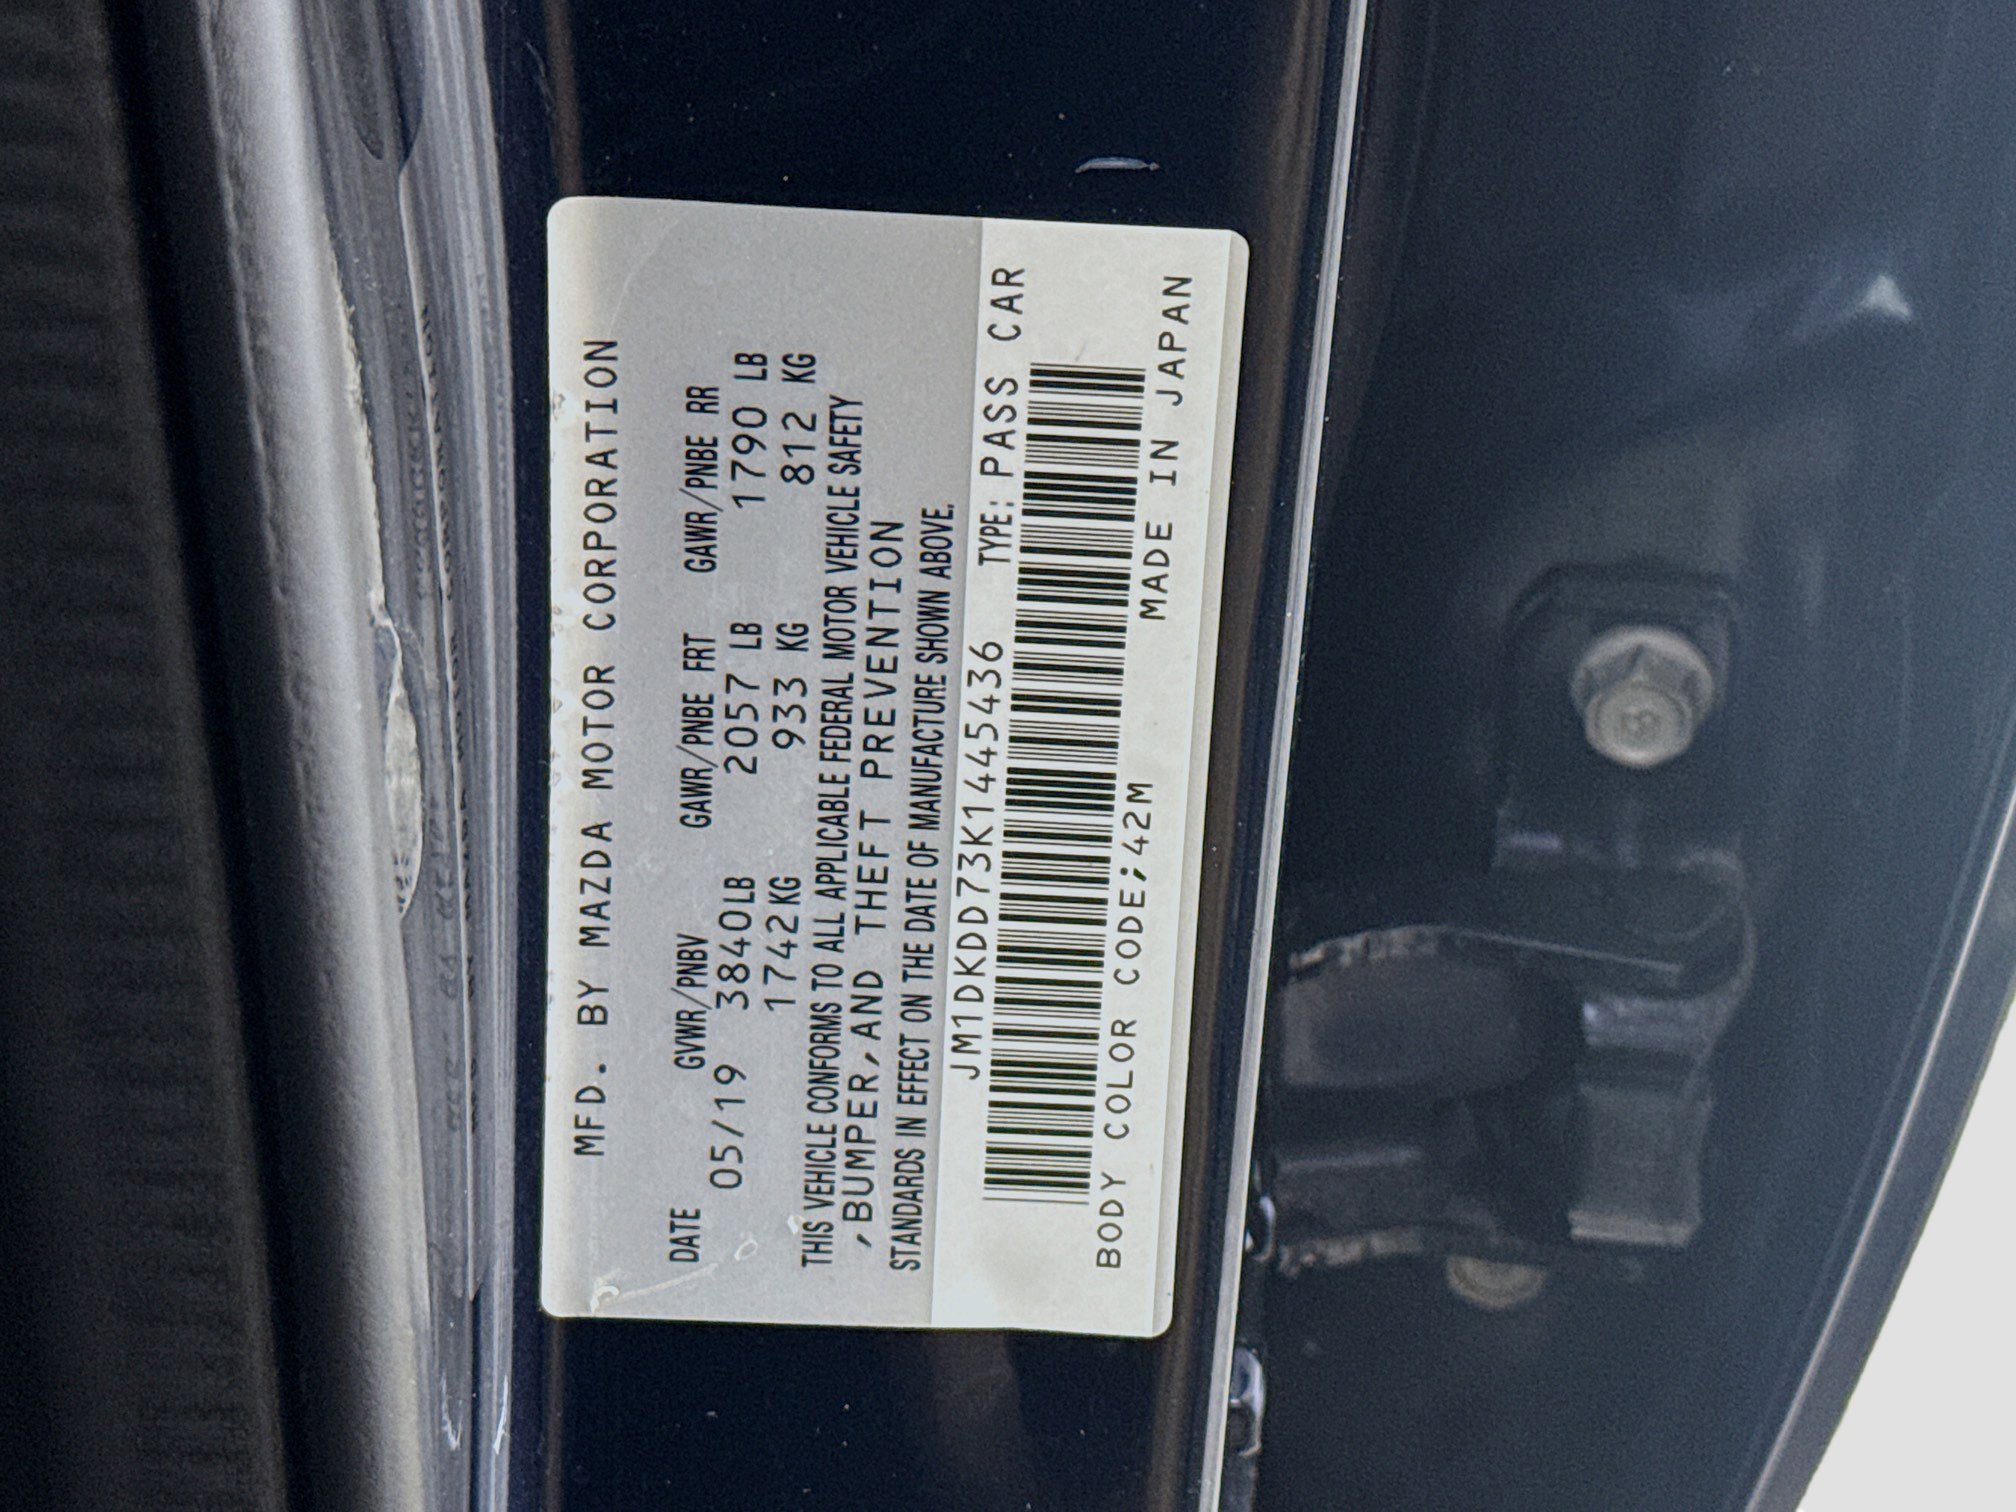 MFD. BY MAZDA MOTOR CORPORATION
DATE GVWR/PNBV GAWR/PNBE FRT GAWR/PNBE RR
05/19 3840LB 2057 LB 1790 LB
1742KG 933 KG 812 KG
THIS VEHICLE CONFORMS TO ALL APPLICABLE FEDERAL MOTOR VEHICLE SAFETY
,BUMPER,AND THEFT PREVENTION
STANDARDS IN EFFECT ON THE DATE OF MANUFACTURE SHOWN ABOVE.
JM1DKDD73K1445436 TYPE: PASS CAR
BODY COLOR CODE;42M MADE IN JAPAN